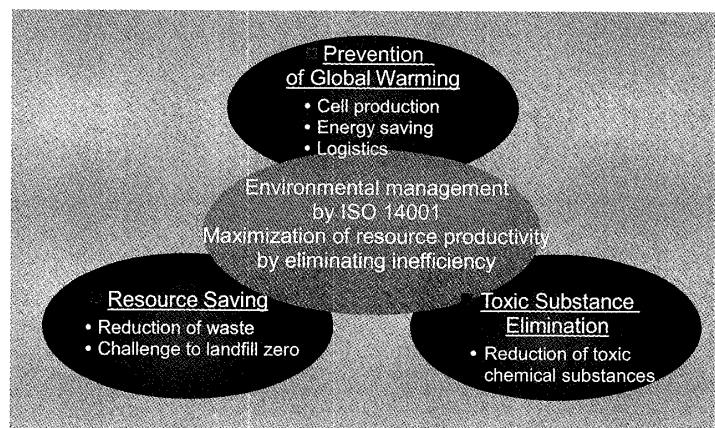 Prevention
of Global Warming
• Cell production
• Energy saving
• Logistics
Environmental management
by ISO 14001
Maximization of resource productivity
by eliminating inefficiency
Resource Saving
• Reduction of waste
• Challenge to landfill zero
Toxic Substance
Elimination
• Reduction of toxic
chemical substances